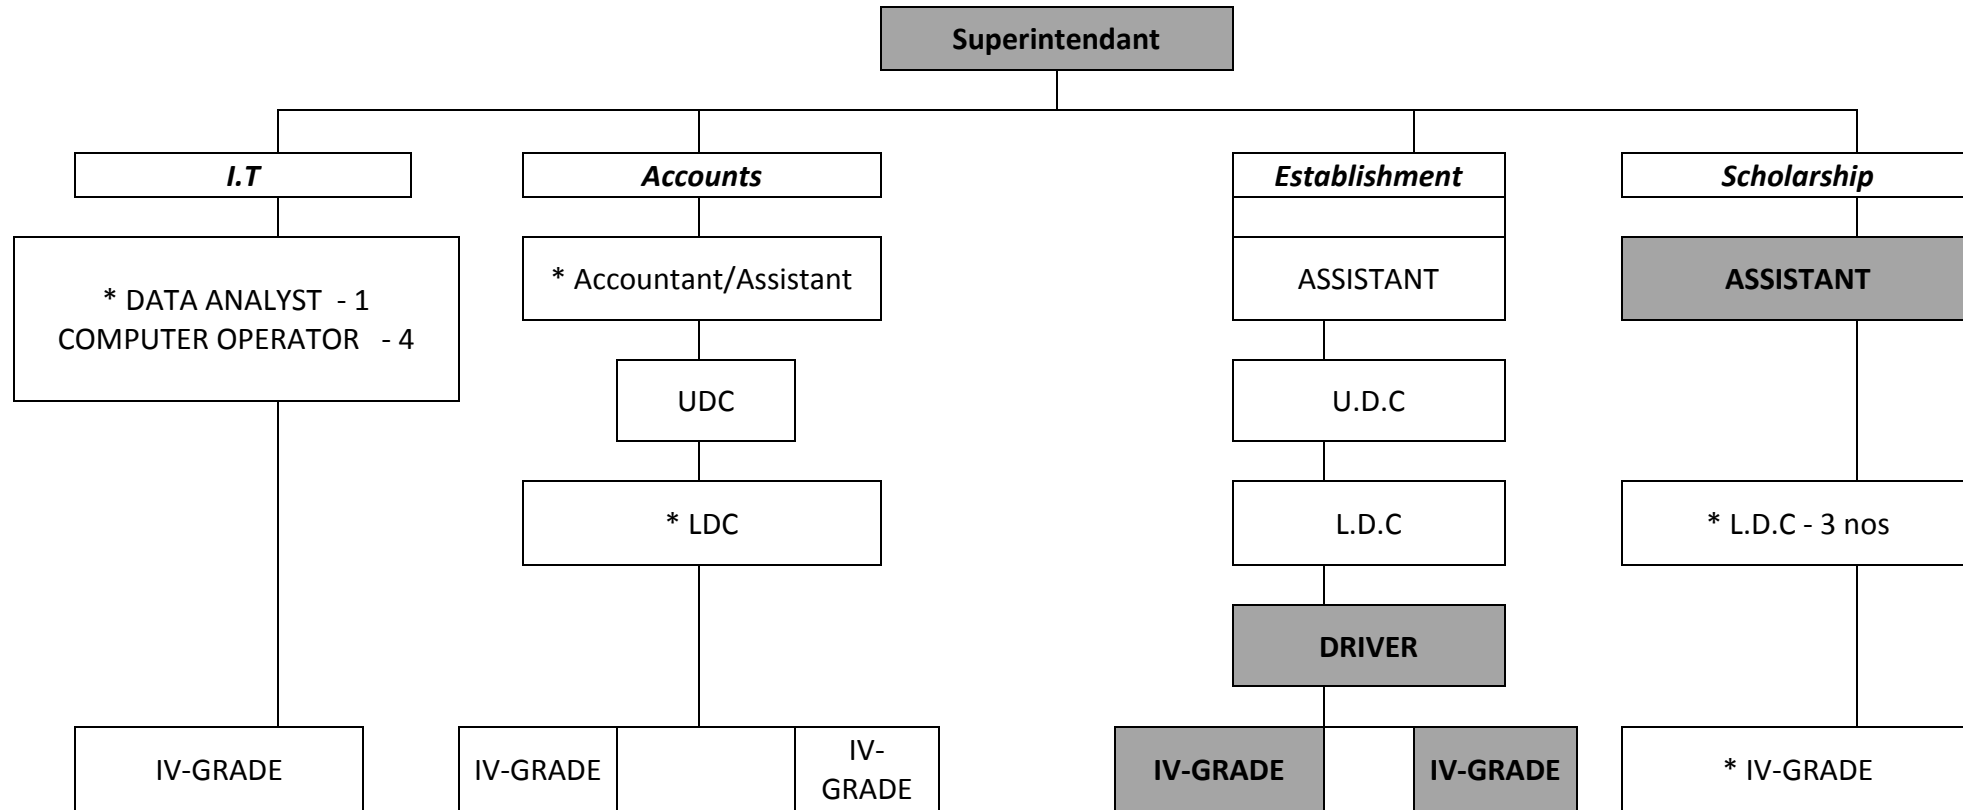 Superintendant
I.T
Accounts
Establishment
Scholarship
* DATA ANALYST - 1
COMPUTER OPERATOR - 4
* Accountant/Assistant
ASSISTANT
ASSISTANT
UDC
U.D.C
* LDC
L.D.C
* L.D.C - 3 nos
DRIVER
IV-GRADE
IV-GRADE
IV-
GRADE
IV-GRADE
IV-GRADE
* IV-GRADE